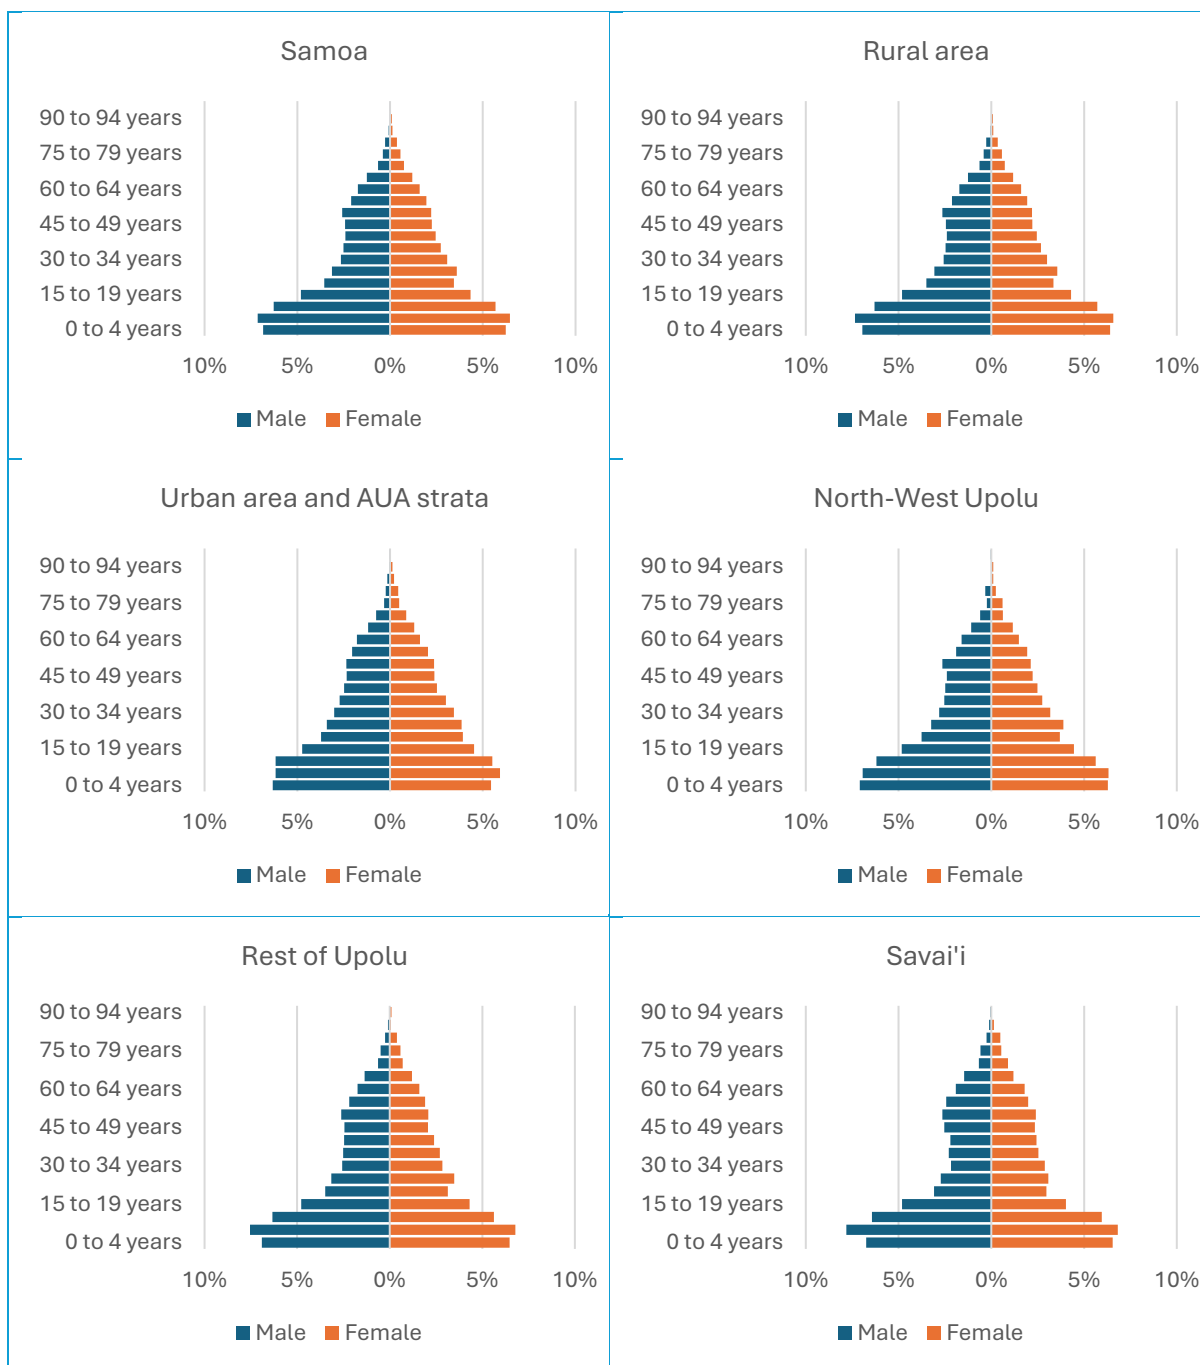 Samoa
90 to 94 years
75 to 79 years
60 to 64 years
45 to 49 years
30 to 34 years
15 to 19 years
0 to 4 years
10% 5% 0% 5% 10%
Male Female
Rural area
90 to 94 years
75 to 79 years
60 to 64 years
45 to 49 years
30 to 34 years
15 to 19 years
0 to 4 years
10% 5% 0% 5% 10%
Male Female
Urban area and AUA strata
90 to 94 years
75 to 79 years
60 to 64 years
45 to 49 years
30 to 34 years
15 to 19 years
0 to 4 years
10% 5% 0% 5% 10%
Male Female
North-West Upolu
90 to 94 years
75 to 79 years
60 to 64 years
45 to 49 years
30 to 34 years
15 to 19 years
0 to 4 years
10% 5% 0% 5% 10%
Male Female
Rest of Upolu
90 to 94 years
75 to 79 years
60 to 64 years
45 to 49 years
30 to 34 years
15 to 19 years
0 to 4 years
10% 5% 0% 5% 10%
Male Female
Savai'i
90 to 94 years
75 to 79 years
60 to 64 years
45 to 49 years
30 to 34 years
15 to 19 years
0 to 4 years
10% 5% 0% 5% 10%
Male Female